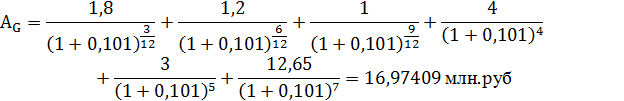 A_G = 1,8/(1 + 0,101)^(3/12) + 1,2/(1 + 0,101)^(6/12) + 1/(1 + 0,101)^(9/12) + 4/(1 + 0,101)^4
+ 3/(1 + 0,101)^5 + 12,65/(1 + 0,101)^7 = 16,97409 млн.руб